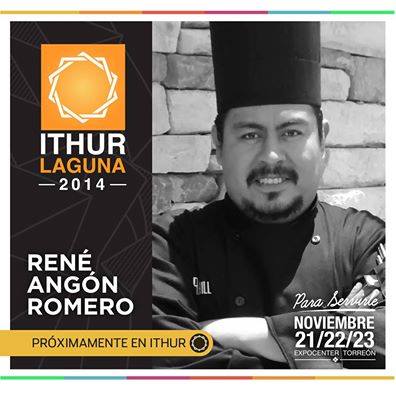 ITHUR
LAGUNA
2014
RENÉ
ANGÓN
ROMERO
PRÓXIMAMENTE EN ITHUR
Para Servirle
NOVIEMBRE
21/22/23
EXPOCENTER TORREÓN